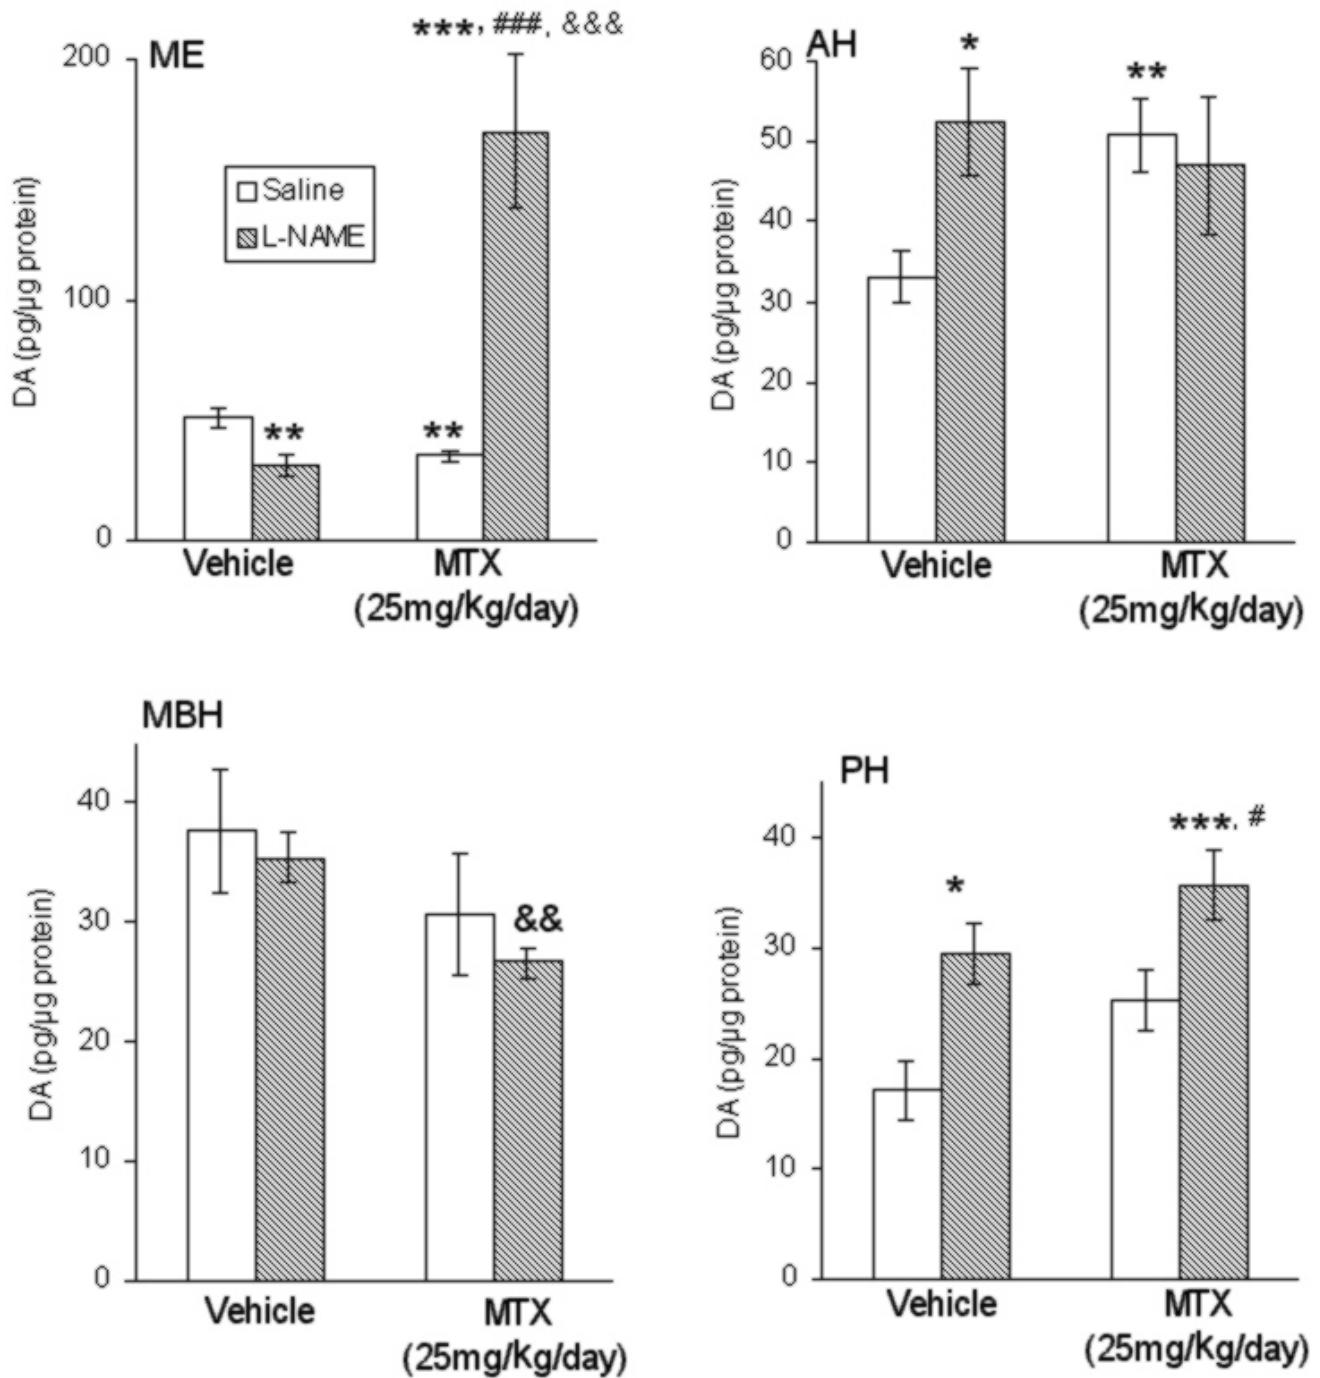 ME
***, ###, &&&
200
100
0
DA (pg/µg protein)
Saline
L-NAME
**
**
Vehicle
MTX
(25mg/Kg/day)
AH
*
**
60
50
40
30
20
10
0
DA (pg/µg protein)
Vehicle
MTX
(25mg/Kg/day)
MBH
40
30
20
10
0
DA (pg/µg protein)
&&
Vehicle
MTX
(25mg/Kg/day)
PH
***, #
*
40
30
20
10
0
DA (pg/µg protein)
Vehicle
MTX
(25mg/Kg/day)